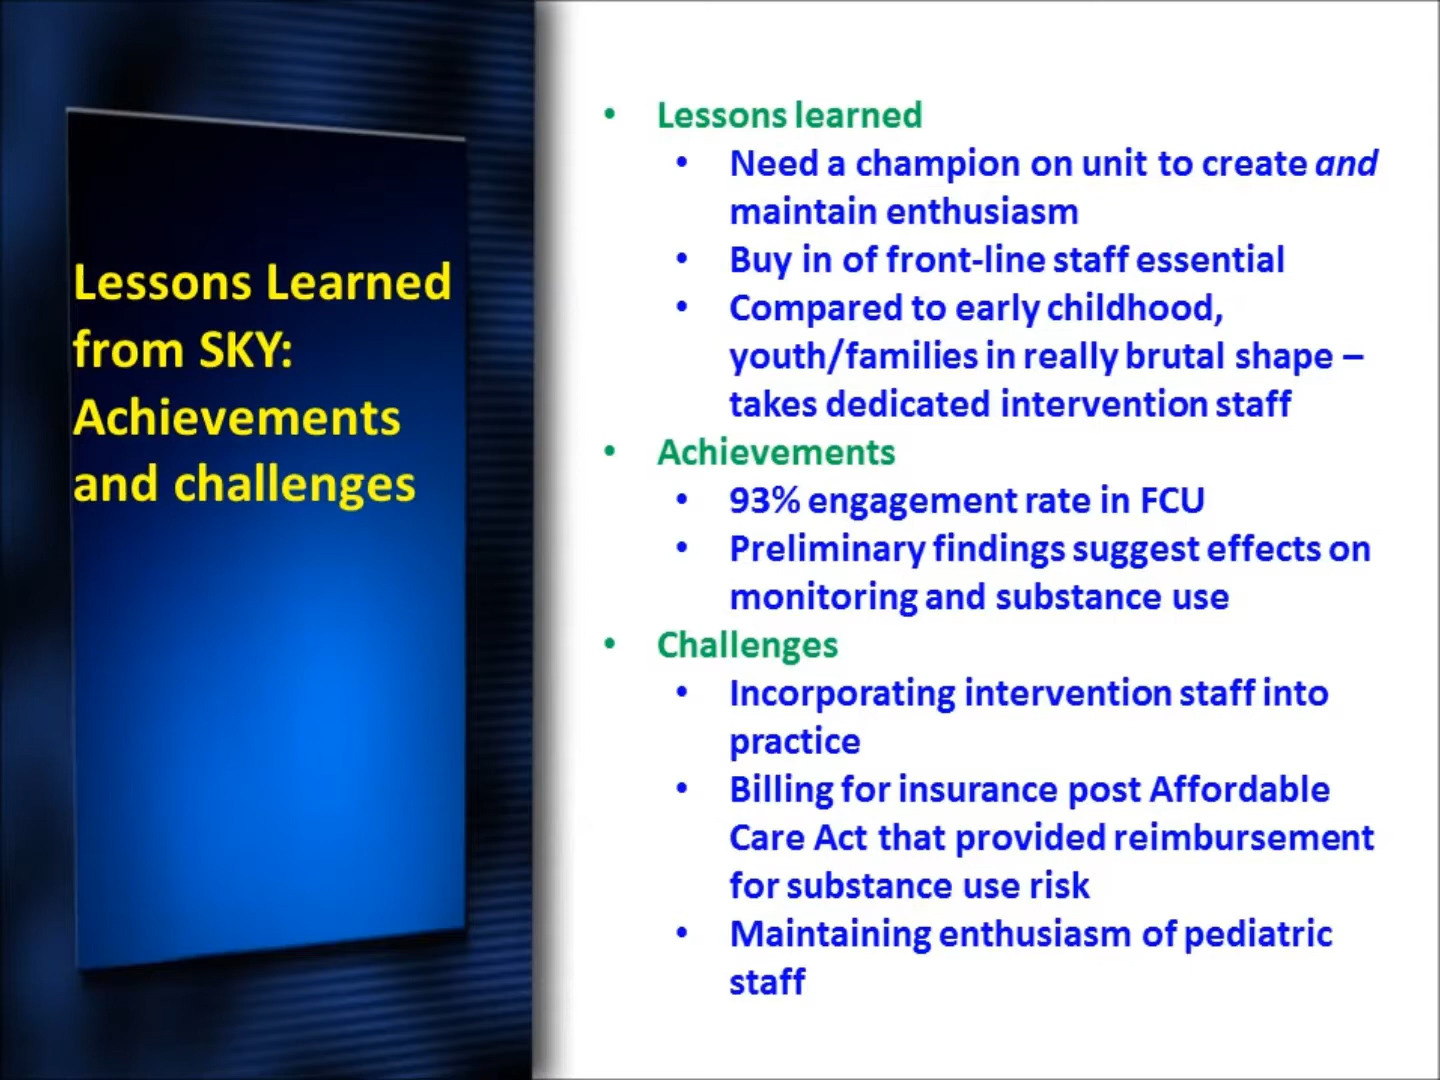 Lessons Learned
from SKY:
Achievements
and challenges
• Lessons learned
• Need a champion on unit to create and
maintain enthusiasm
• Buy in of front-line staff essential
• Compared to early childhood,
youth/families in really brutal shape –
takes dedicated intervention staff
• Achievements
• 93% engagement rate in FCU
• Preliminary findings suggest effects on
monitoring and substance use
• Challenges
• Incorporating intervention staff into
practice
• Billing for insurance post Affordable
Care Act that provided reimbursement
for substance use risk
• Maintaining enthusiasm of pediatric
staff